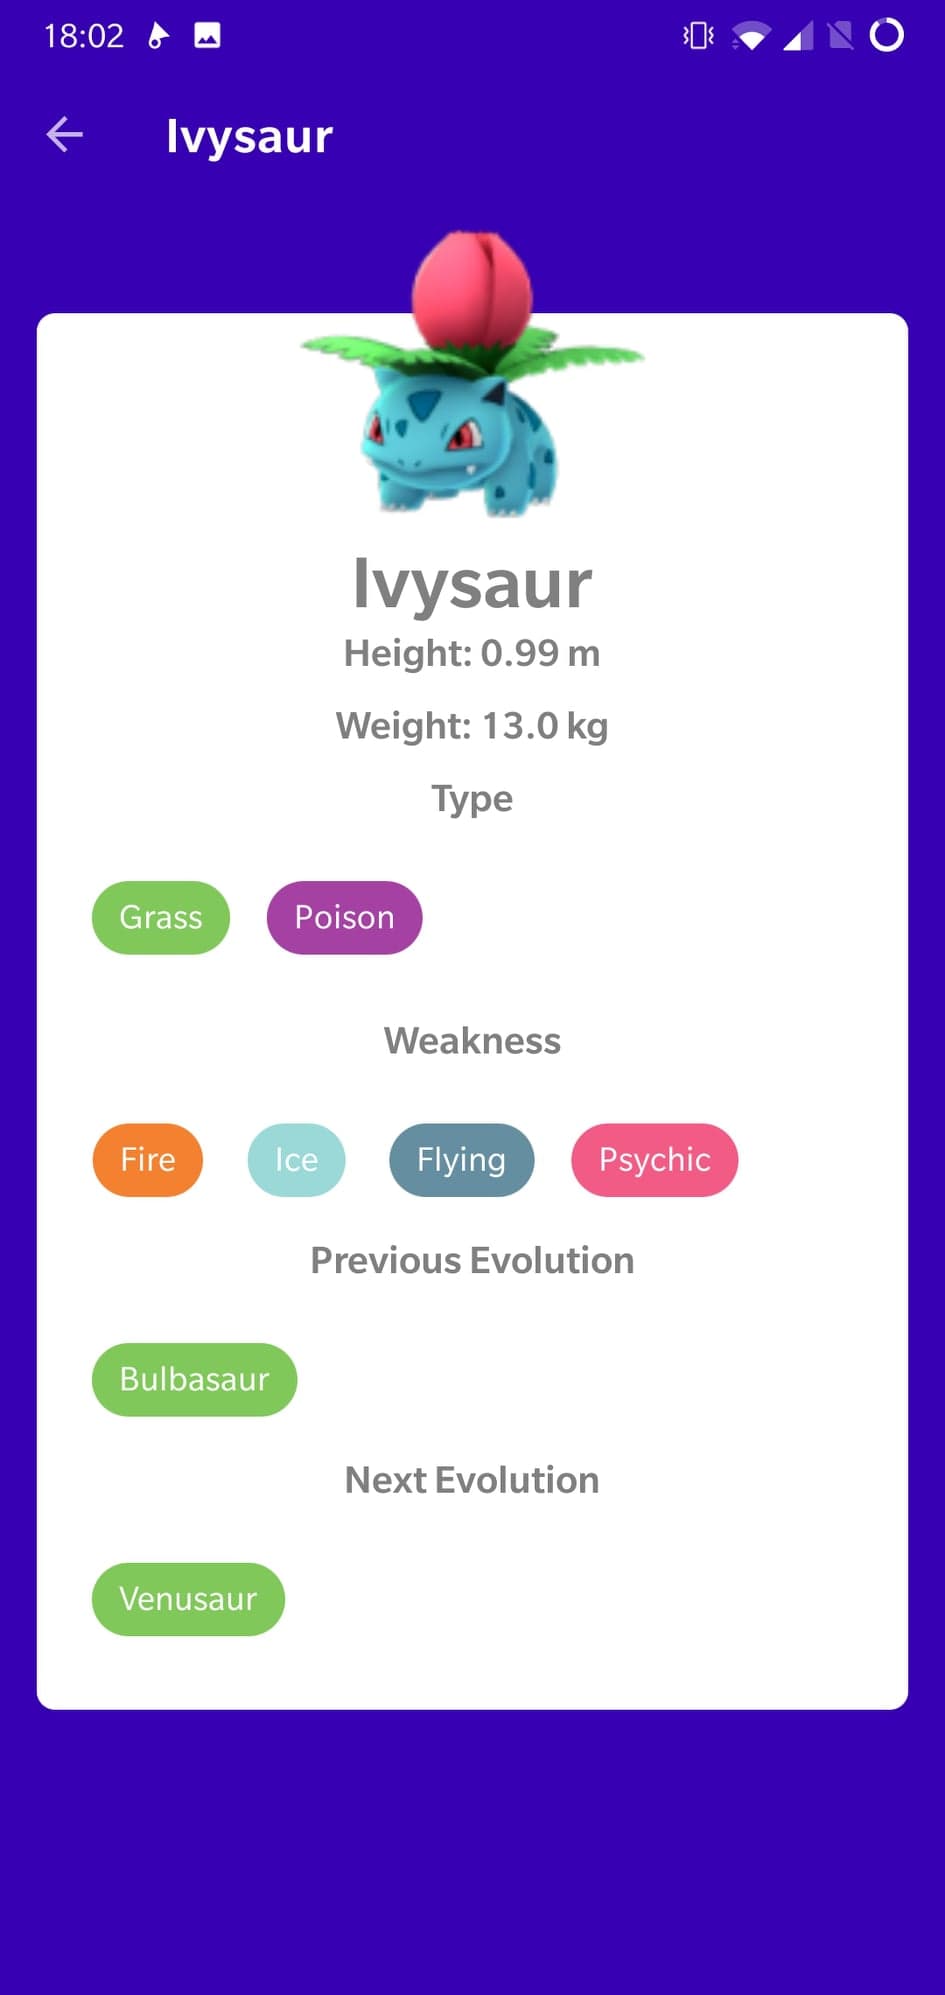 18:02
Ivysaur
Ivysaur
Height: 0.99 m
Weight: 13.0 kg
Type
Grass Poison
Weakness
Fire Ice Flying Psychic
Previous Evolution
Bulbasaur
Next Evolution
Venusaur